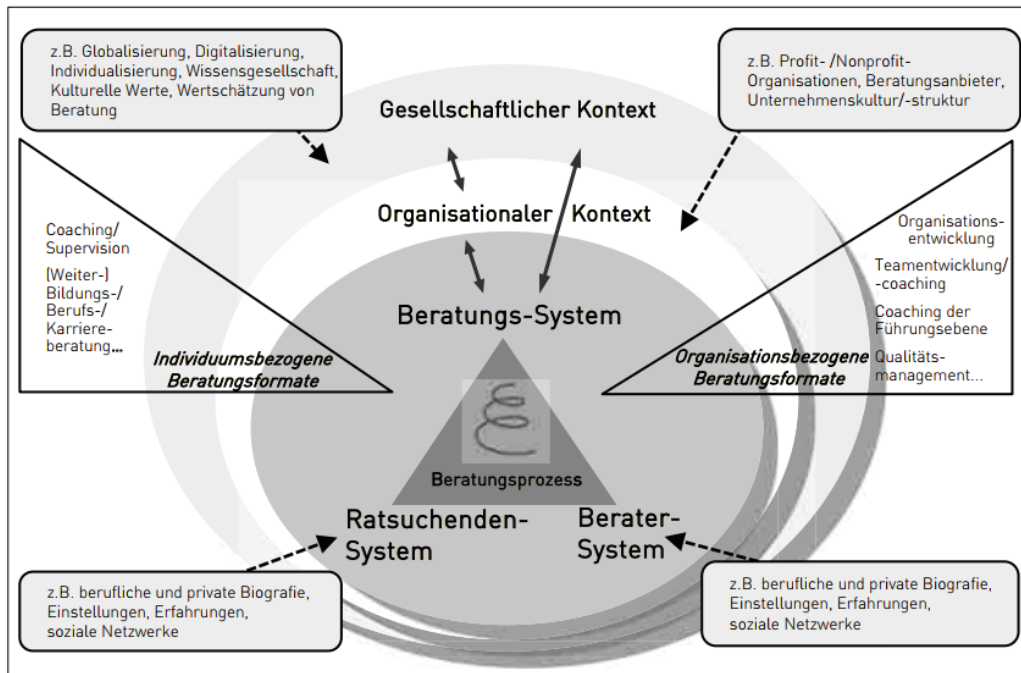 z.B. Globalisierung, Digitalisierung,
Individualisierung, Wissensgesellschaft,
Kulturelle Werte, Wertschätzung von
Beratung
z.B. Profit- /Nonprofit-
Organisationen, Beratungsanbieter,
Unternehmenskultur/-struktur
Gesellschaftlicher Kontext
Organisationaler Kontext
Beratungs-System
Coaching/
Supervision
(Weiter-)
Bildungs-/
Berufs-/
Karriere-
beratung...
Individuumsbezogene
Beratungsformate
Organisations-
entwicklung
Teamentwicklung/
-coaching
Coaching der
Führungsebene
Qualitäts-
management...
Organisationsbezogene
Beratungsformate
Beratungsprozess
Ratsuchenden-
System
Berater-
System
z.B. berufliche und private Biografie,
Einstellungen, Erfahrungen,
soziale Netzwerke
z.B. berufliche und private Biografie,
Einstellungen, Erfahrungen,
soziale Netzwerke